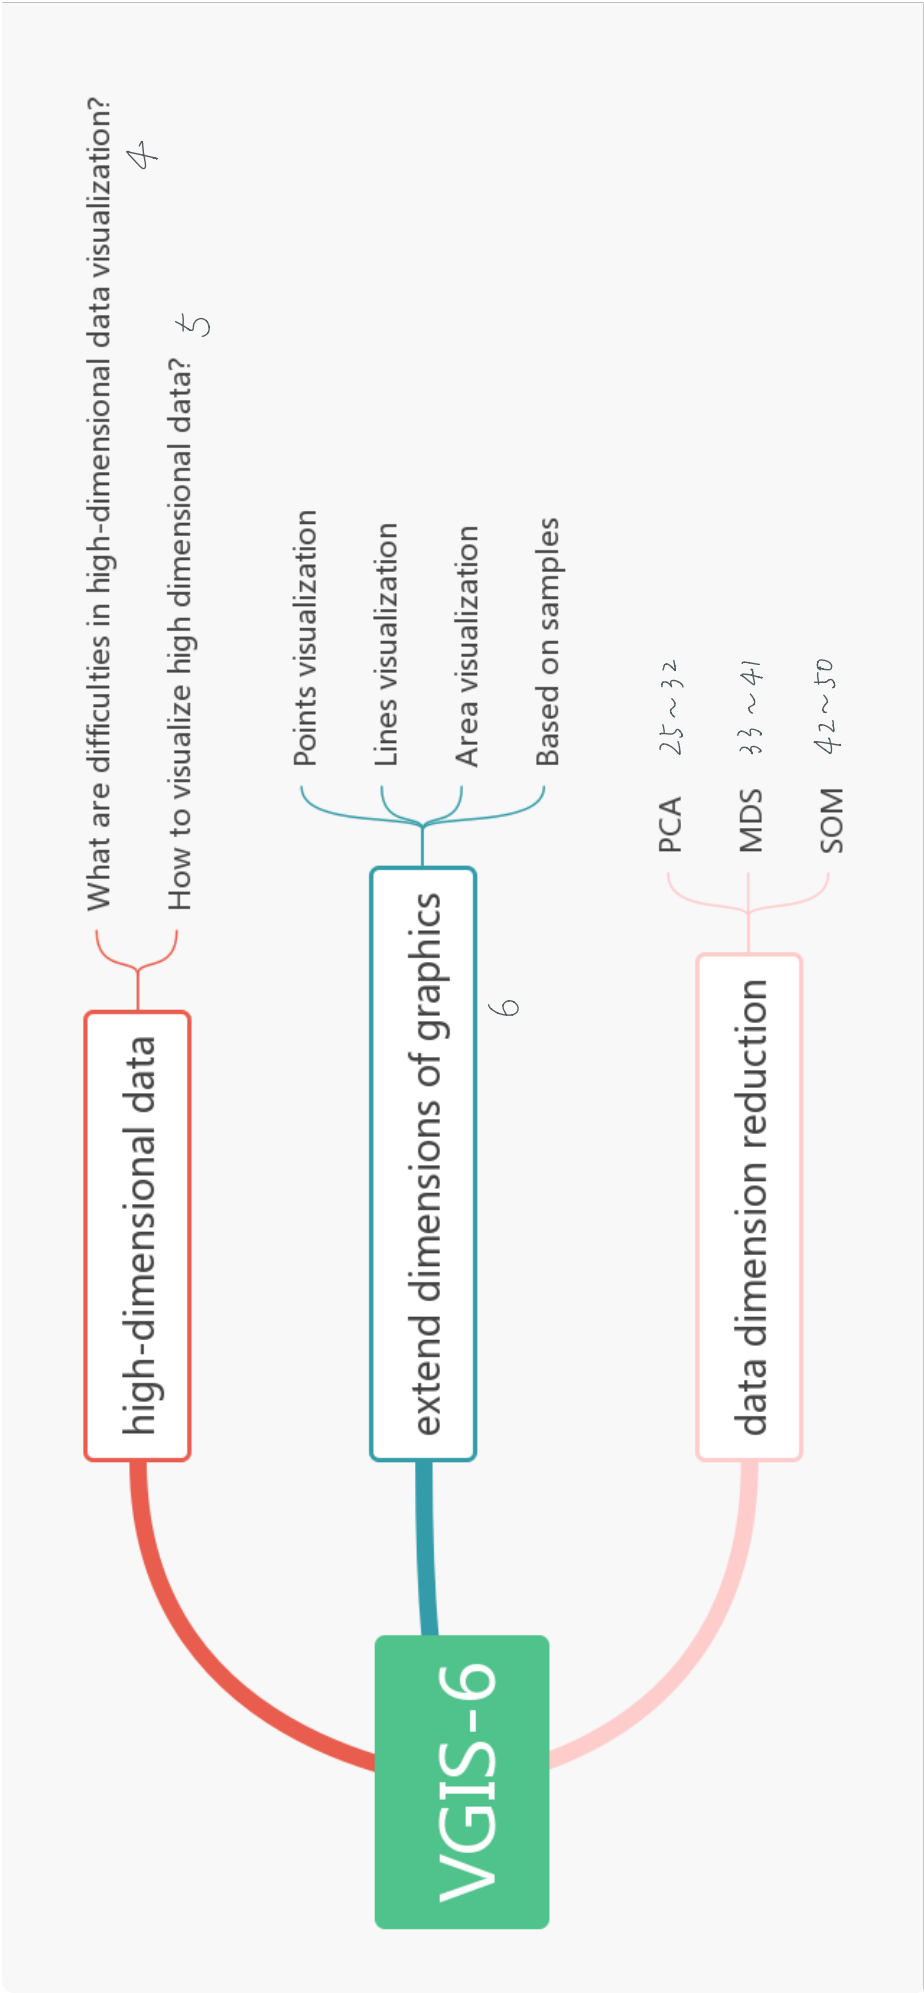 VGIS-6
high-dimensional data
What are difficulties in high-dimensional data visualization?
4
How to visualize high dimensional data? 5
extend dimensions of graphics
6
Points visualization
Lines visualization
Area visualization
Based on samples
data dimension reduction
PCA 25~32
MDS 33~41
SOM 42~50